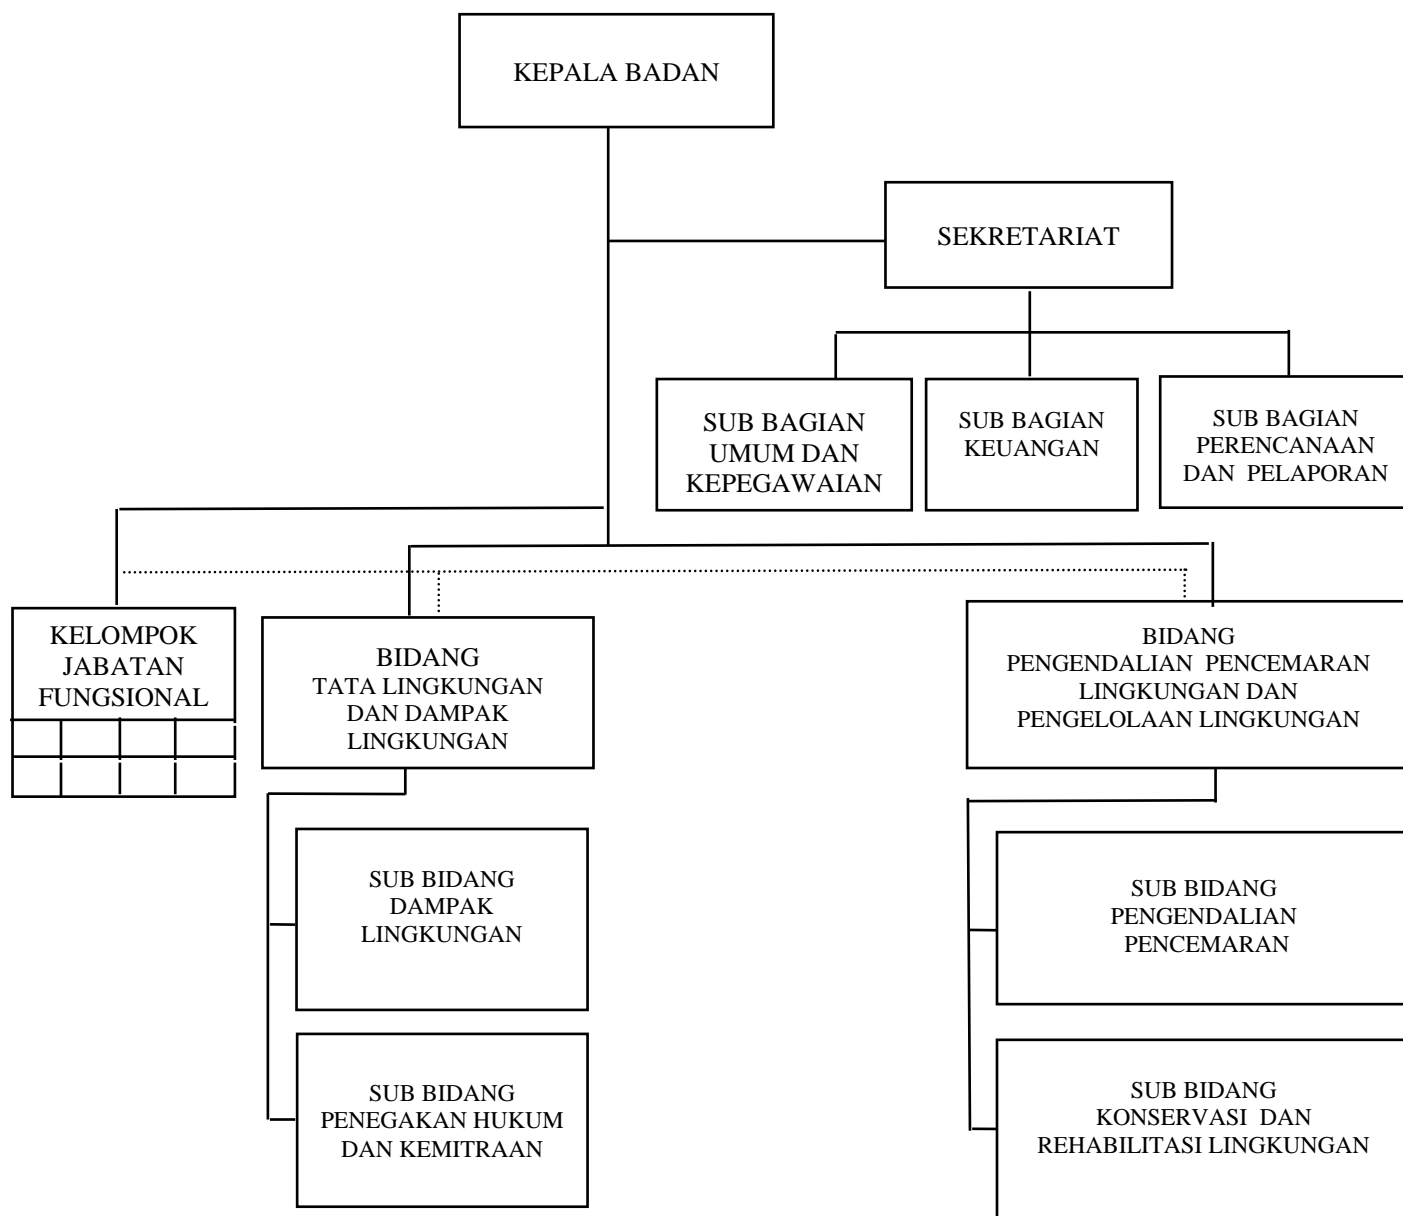 KEPALA BADAN
SEKRETARIAT
SUB BAGIAN
UMUM DAN
KEPEGAWAIAN
SUB BAGIAN
KEUANGAN
SUB BAGIAN
PERENCANAAN
DAN PELAPORAN
KELOMPOK
JABATAN
FUNGSIONAL
BIDANG
TATA LINGKUNGAN
DAN DAMPAK
LINGKUNGAN
BIDANG
PENGENDALIAN PENCEMARAN
LINGKUNGAN DAN
PENGELOLAAN LINGKUNGAN
SUB BIDANG
DAMPAK
LINGKUNGAN
SUB BIDANG
PENGENDALIAN
PENCEMARAN
SUB BIDANG
PENEGAKAN HUKUM
DAN KEMITRAAN
SUB BIDANG
KONSERVASI DAN
REHABILITASI LINGKUNGAN